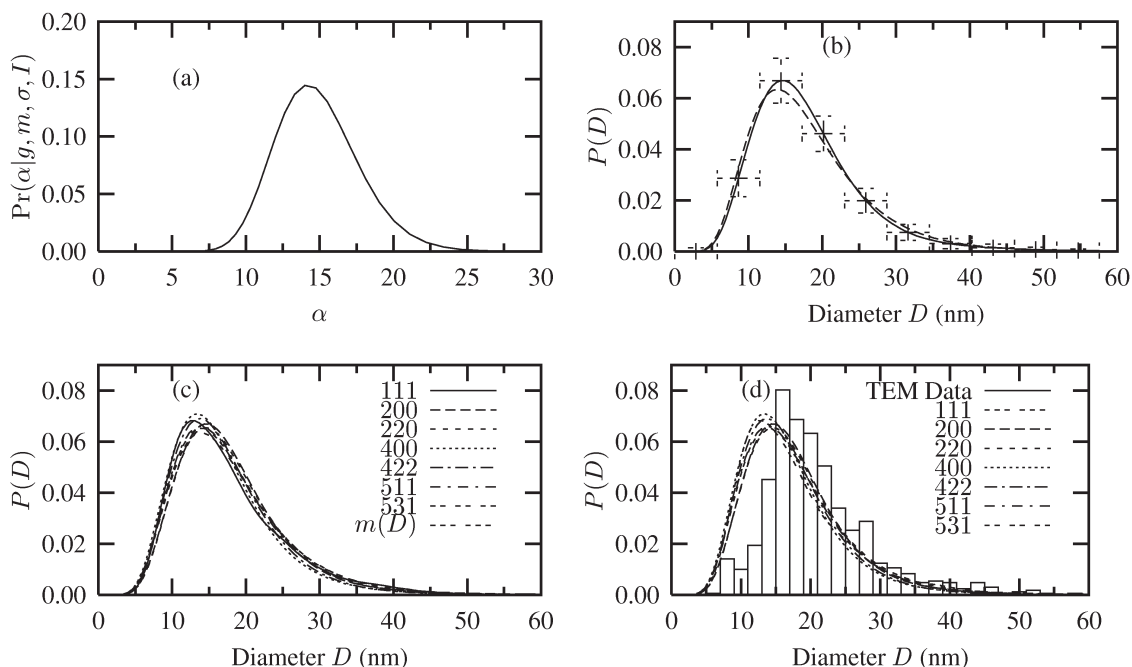 0.20
0.15
0.10
0.05
0.00
Pr(α|g, m, σ, I)
(a)
0 5 10 15 20 25 30
α
0.08
0.06
0.04
0.02
0.00
P(D)
(b)
0 10 20 30 40 50 60
Diameter D (nm)
0.08
0.06
0.04
0.02
0.00
P(D)
(c)
111
200
220
400
422
511
531
m(D)
0 10 20 30 40 50 60
Diameter D (nm)
0.08
0.06
0.04
0.02
0.00
P(D)
(d)
TEM Data
111
200
220
400
422
511
531
0 10 20 30 40 50 60
Diameter D (nm)